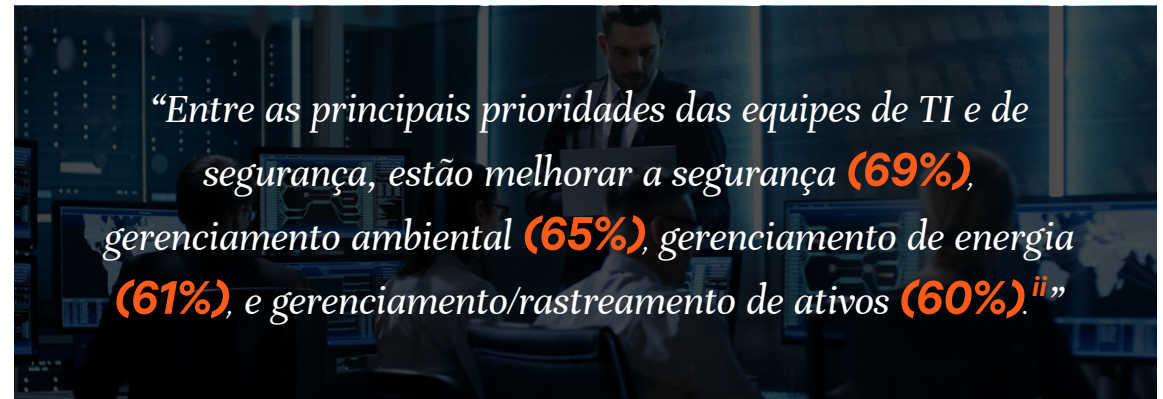 “Entre as principais prioridades das equipes de TI e de
segurança, estão melhorar a segurança (69%),
gerenciamento ambiental (65%), gerenciamento de energia
(61%), e gerenciamento/rastreamento de ativos (60%).ii”